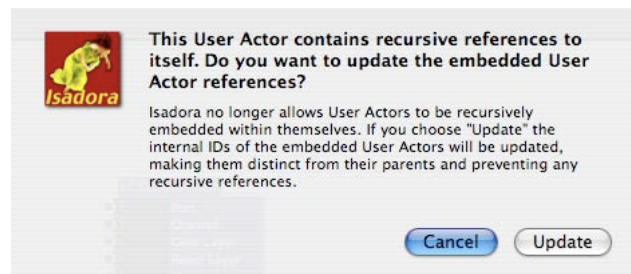 This User Actor contains recursive references to
itself. Do you want to update the embedded User
Actor references?
Isadora
Isadora no longer allows User Actors to be recursively
embedded within themselves. If you choose "Update" the
internal IDs of the embedded User Actors will be updated,
making them distinct from their parents and preventing any
recursive references.
Cancel
Update